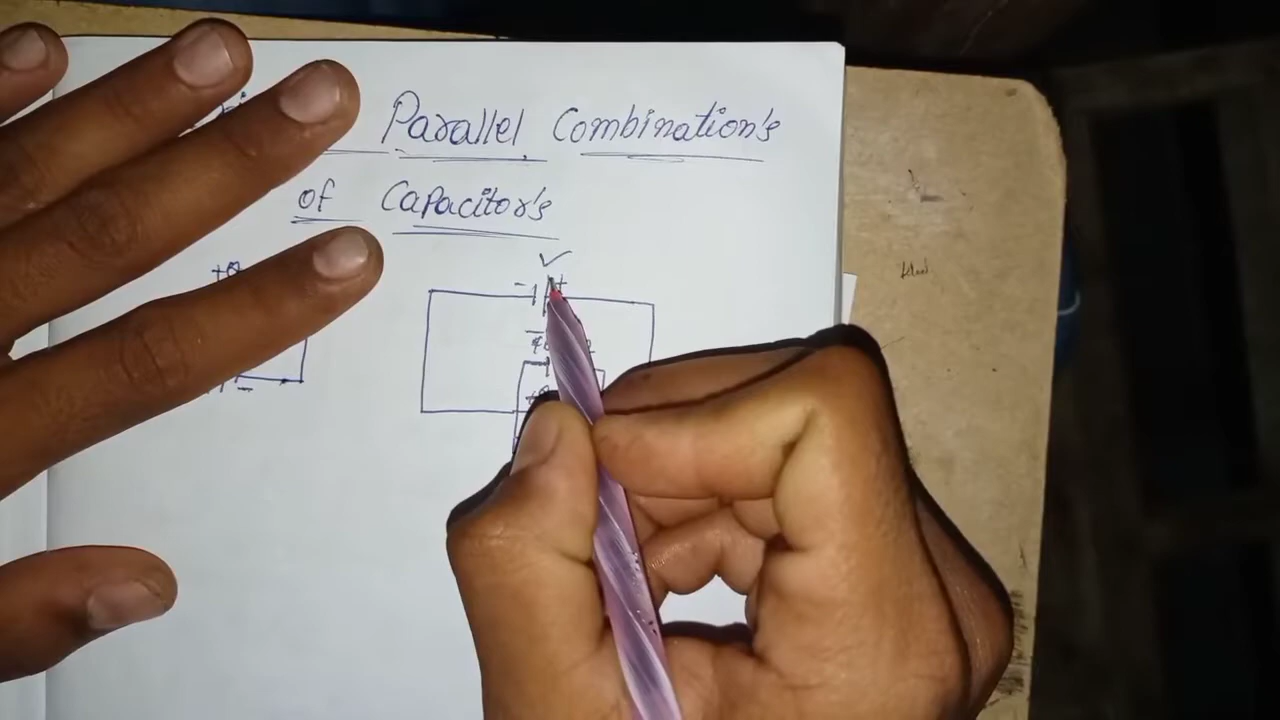 Parallel Combination's
of Capacitor's
+Q
- +
-